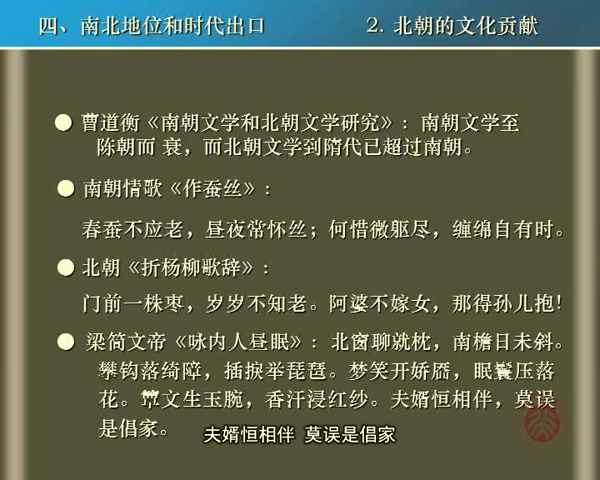 四、南北地位和时代出口 2. 北朝的文化贡献
● 曹道衡《南朝文学和北朝文学研究》：南朝文学至
陈朝而 衰，而北朝文学到隋代已超过南朝。
● 南朝情歌《作蚕丝》：
春蚕不应老，昼夜常怀丝；何惜微躯尽，缠绵自有时。
● 北朝《折杨柳歌辞》：
门前一株枣，岁岁不知老。阿婆不嫁女，那得孙儿抱!
● 梁简文帝《咏内人昼眠》：北窗聊就枕，南檐日未斜。
攀钩落绮障，插捩举琵琶。梦笑开娇靥，眠鬟压落
花。簟文生玉腕，香汗浸红纱。夫婿恒相伴，莫误
是倡家。
夫婿恒相伴 莫误是倡家